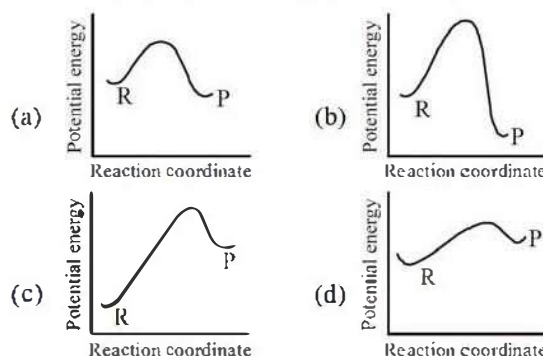 (a)
Potential energy
R
P
Reaction coordinate
(b)
Potential energy
R
P
Reaction coordinate
(c)
Potential energy
R
P
Reaction coordinate
(d)
Potential energy
R
P
Reaction coordinate